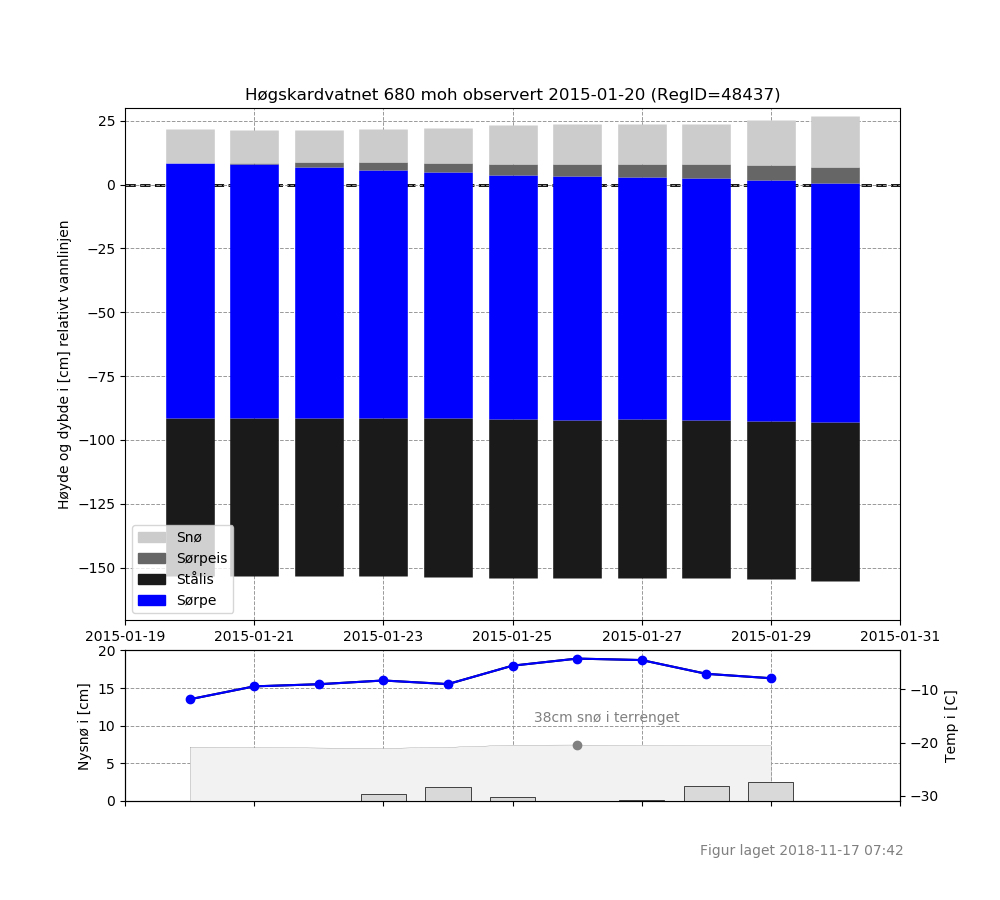 Høgskardvatnet 680 moh observert 2015-01-20 (RegID=48437)
Høyde og dybde i [cm] relativt vannlinjen
25
0
−25
−50
−75
−100
−125
−150
Snø
Sørpeis
Stålis
Sørpe
2015-01-19 2015-01-21 2015-01-23 2015-01-25 2015-01-27 2015-01-29 2015-01-31
Nysnø i [cm]
20
15
10
5
0
38cm snø i terrenget
−10
−20
−30
Temp i [C]
Figur laget 2018-11-17 07:42